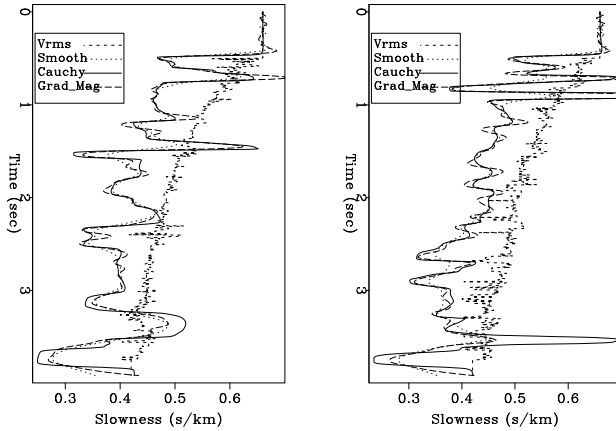 0
Vrms
Smooth
Cauchy
Grad_Mag
1
Time (sec)
2
3
0.3 0.4 0.5 0.6
Slowness (s/km)
0
Vrms
Smooth
Cauchy
Grad_Mag
1
Time (sec)
2
3
0.3 0.4 0.5 0.6
Slowness (s/km)